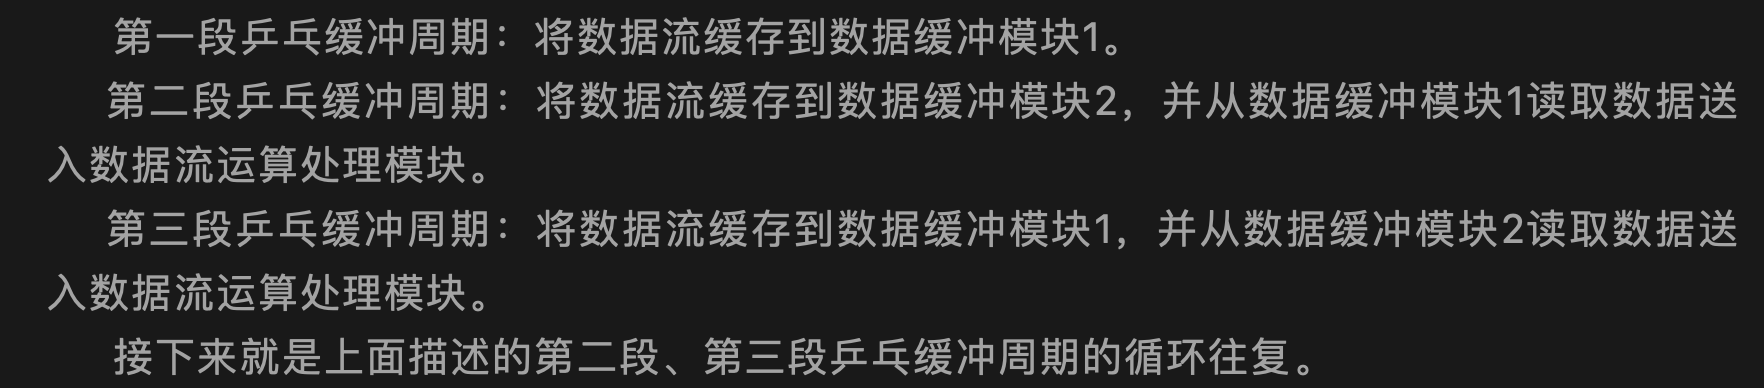 第一段乒乓缓冲周期：将数据流缓存到数据缓冲模块1。
第二段乒乓缓冲周期：将数据流缓存到数据缓冲模块2，并从数据缓冲模块1读取数据送
入数据流运算处理模块。
第三段乒乓缓冲周期：将数据流缓存到数据缓冲模块1，并从数据缓冲模块2读取数据送
入数据流运算处理模块。
接下来就是上面描述的第二段、第三段乒乓缓冲周期的循环往复。